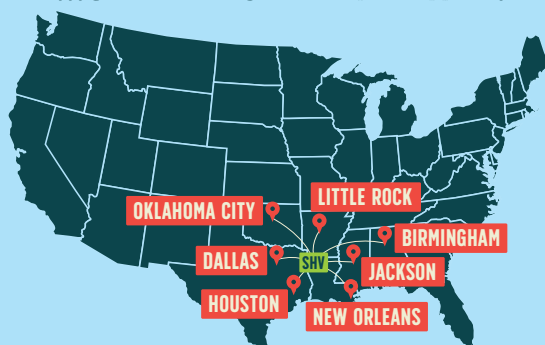 LITTLE ROCK
OKLAHOMA CITY
BIRMINGHAM
DALLAS
SHV
JACKSON
HOUSTON
NEW ORLEANS